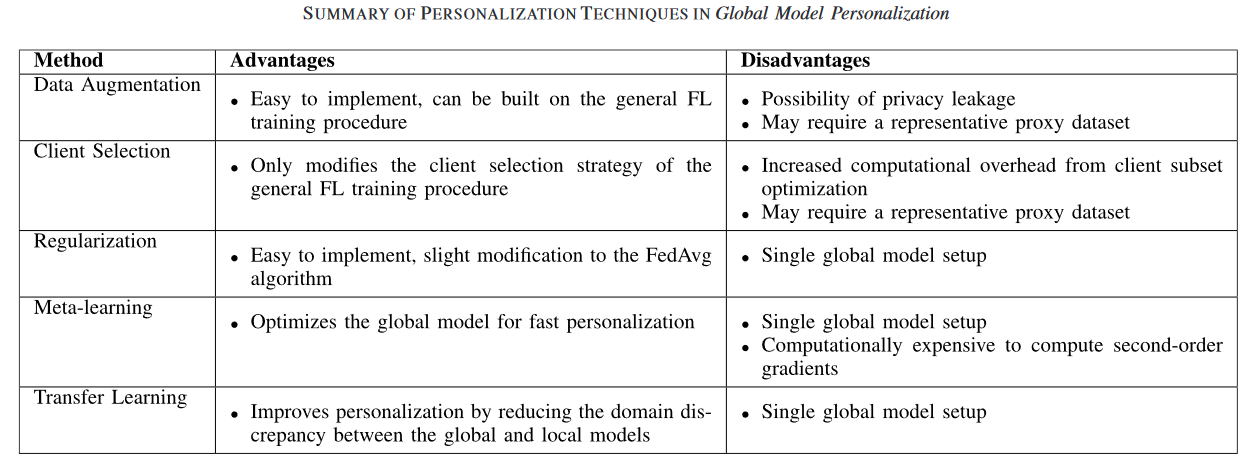 SUMMARY OF PERSONALIZATION TECHNIQUES IN Global Model Personalization
Method Advantages Disadvantages
Data Augmentation
• Easy to implement, can be built on the general FL
training procedure
• Possibility of privacy leakage
• May require a representative proxy dataset
Client Selection
• Only modifies the client selection strategy of the
general FL training procedure
• Increased computational overhead from client subset
optimization
• May require a representative proxy dataset
Regularization
• Easy to implement, slight modification to the FedAvg
algorithm
• Single global model setup
Meta-learning
• Optimizes the global model for fast personalization
• Single global model setup
• Computationally expensive to compute second-order
gradients
Transfer Learning
• Improves personalization by reducing the domain dis-
crepancy between the global and local models
• Single global model setup